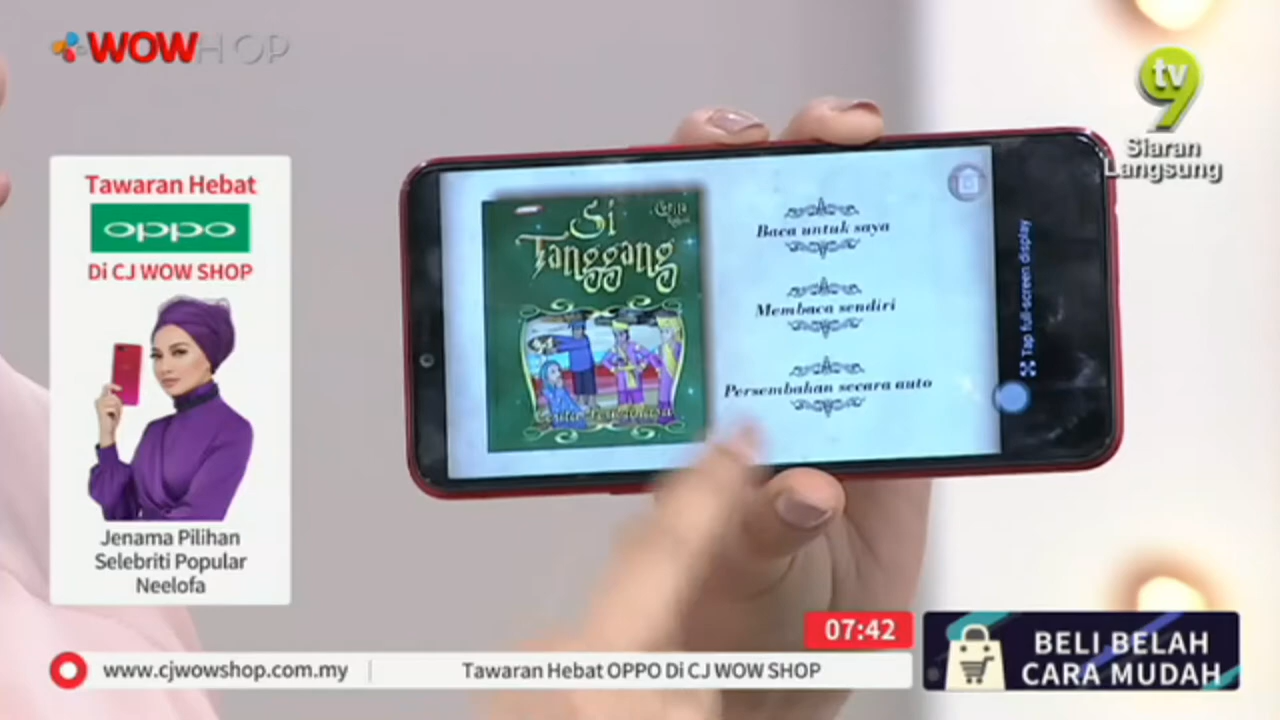 WOW SHOP
tv9
Siaran
Langsung
Tawaran Hebat
oppo
Di CJ WOW SHOP
Jenama Pilihan
Selebriti Popular
Neelofa
Si
Tanggang
Baca untuk saya
Membaca sendiri
Persembahan secara auto
Tap full-screen display
07:42
www.cjwowshop.com.my
Tawaran Hebat OPPO Di CJ WOW SHOP
BELI BELAH
CARA MUDAH